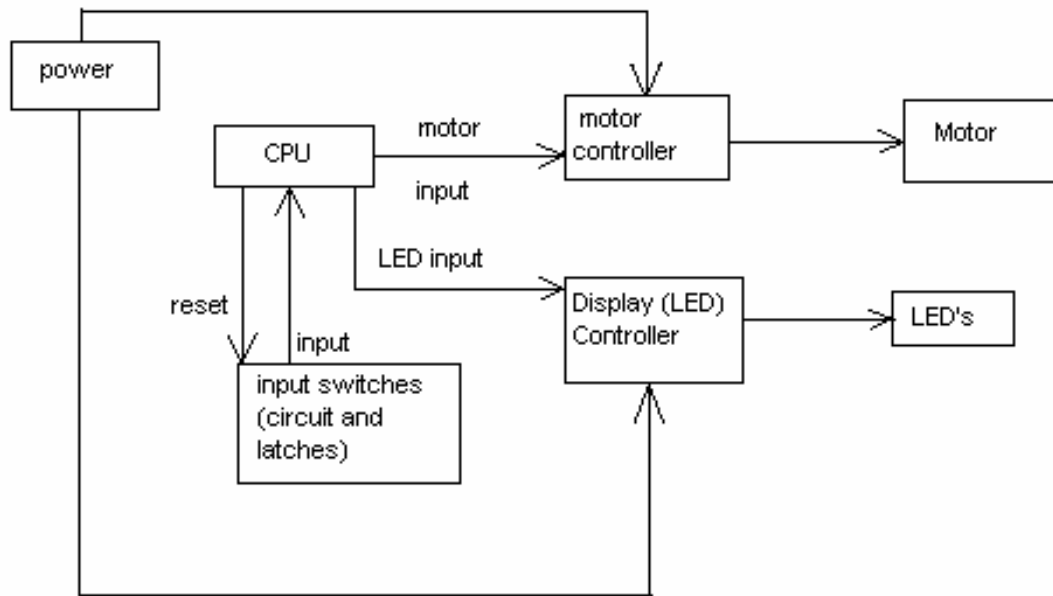 power
CPU
motor
input
motor
controller
Motor
LED input
reset
input
Display (LED)
Controller
LED's
input switches
(circuit and
latches)